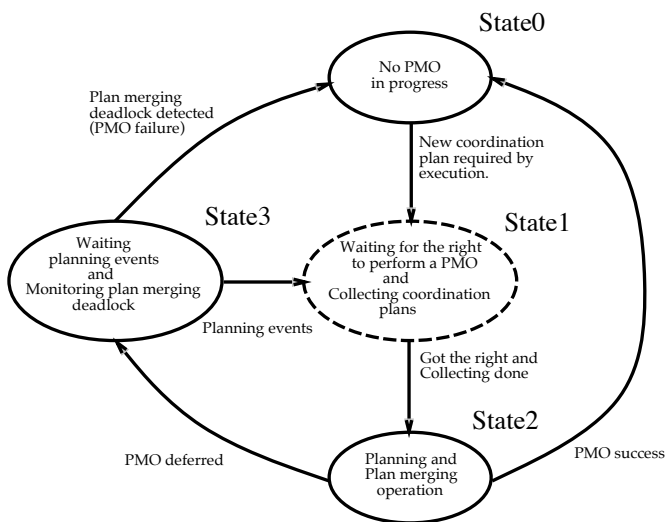 State0
No PMO
in progress
Plan merging
deadlock detected
(PMO failure)
New coordination
plan required by
execution.
State3
State1
Waiting
planning events
and
Monitoring plan merging
deadlock
Waiting for the right
to perform a PMO
and
Collecting coordination
plans
Planning events
Got the right and
Collecting done
State2
PMO deferred
Planning and
Plan merging
operation
PMO success